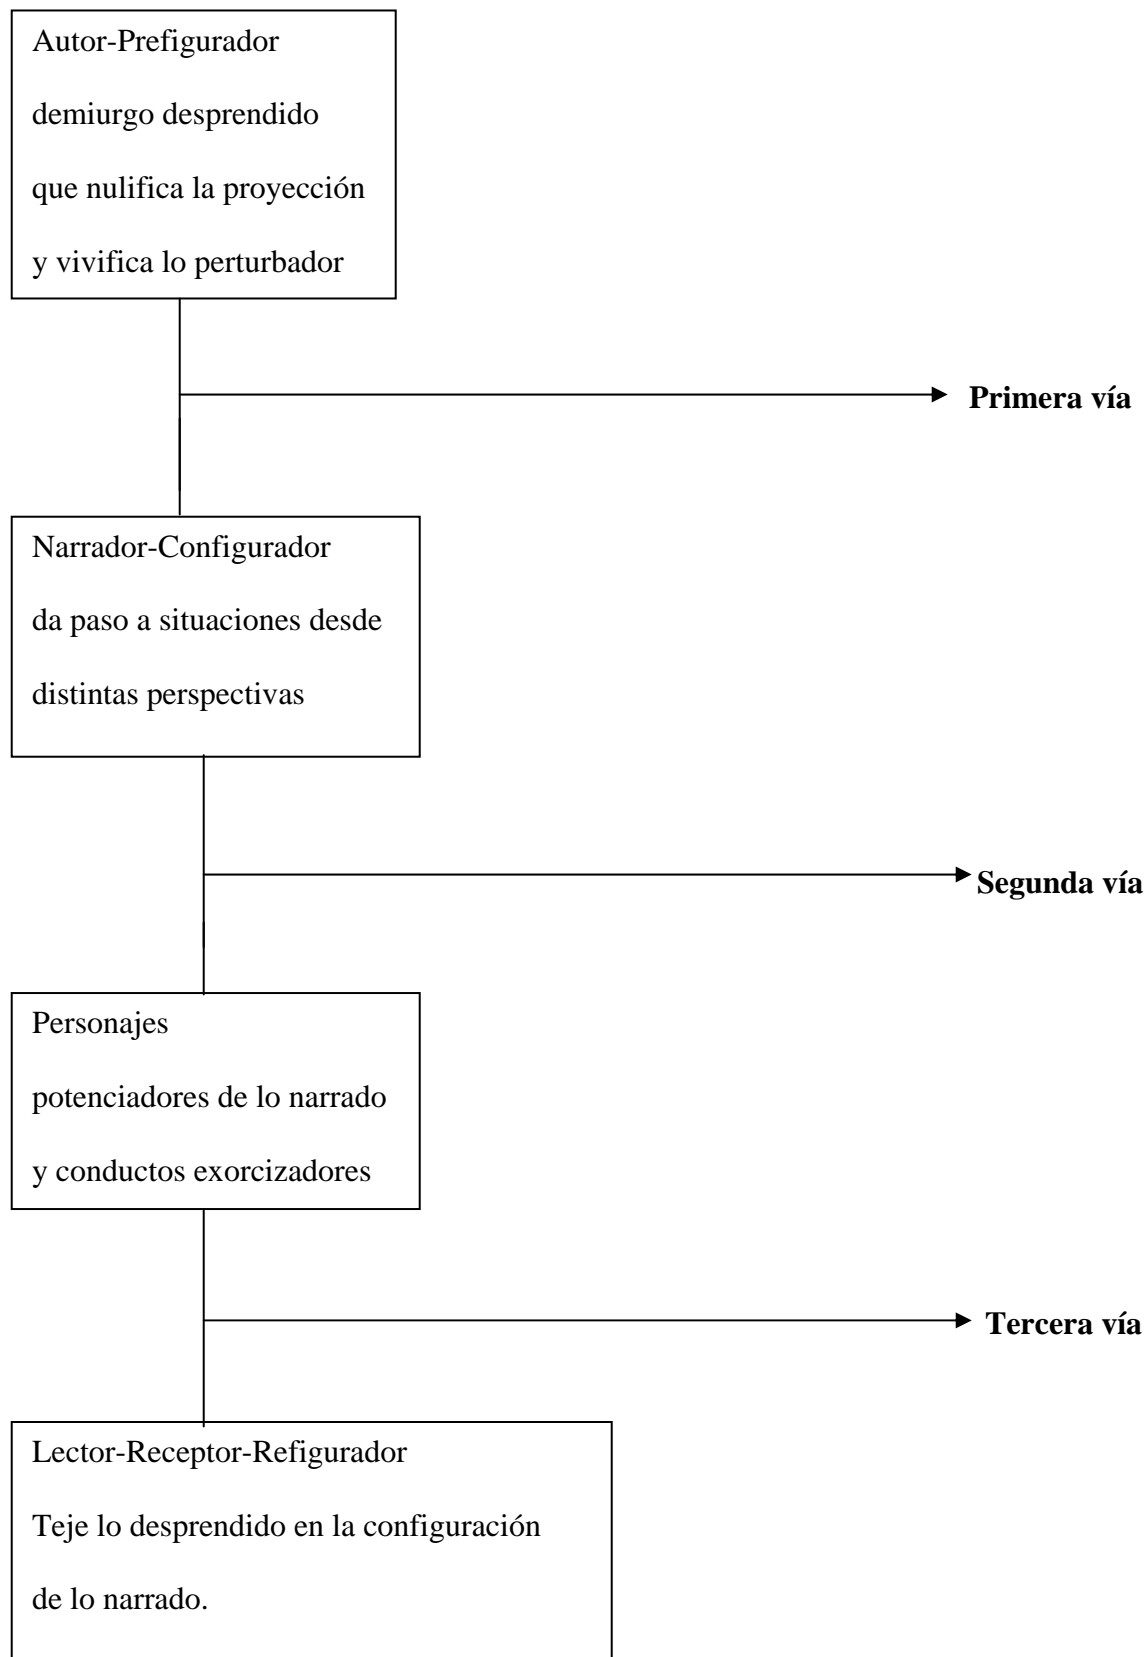 Autor-Prefigurador
demiurgo desprendido
que nulifica la proyección
y vivifica lo perturbador
Primera vía
Narrador-Configurador
da paso a situaciones desde
distintas perspectivas
Segunda vía
Personajes
potenciadores de lo narrado
y conductos exorcizadores
Tercera vía
Lector-Receptor-Refigurador
Teje lo desprendido en la configuración
de lo narrado.